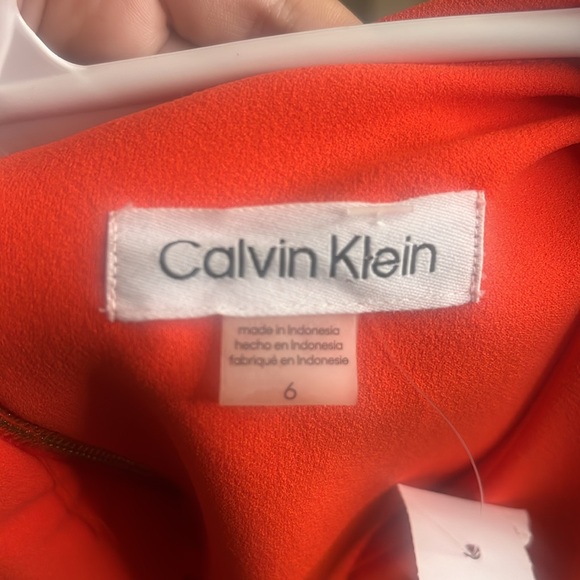 Calvin Klein
made in Indonesia
hecho en Indonesia
fabriqué en Indonesie
6